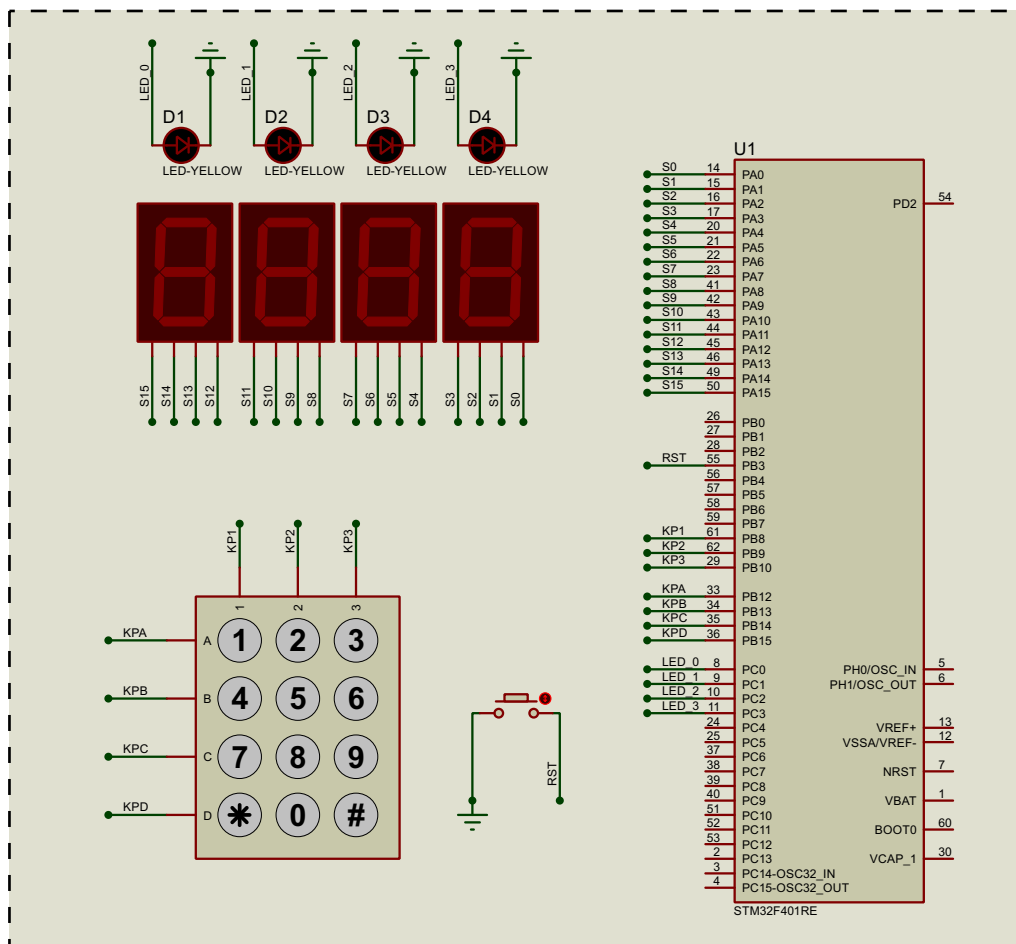 LED_0
LED_1
LED_2
LED_3
D1
D2
D3
D4
LED-YELLOW
LED-YELLOW
LED-YELLOW
LED-YELLOW
S15
S14
S13
S12
S11
S10
S9
S8
S7
S6
S5
S4
S3
S2
S1
S0
KP1
KP2
KP3
1
2
3
KPA A 1 2 3
KPB B 4 5 6
KPC C 7 8 9
KPD D * 0 #
RST
U1
S0 14 PA0
S1 15 PA1
S2 16 PA2
S3 17 PA3
S4 20 PA4
S5 21 PA5
S6 22 PA6
S7 23 PA7
S8 41 PA8
S9 42 PA9
S10 43 PA10
S11 44 PA11
S12 45 PA12
S13 46 PA13
S14 49 PA14
S15 50 PA15
26 PB0
27 PB1
28 PB2
RST 55 PB3
56 PB4
57 PB5
58 PB6
59 PB7
KP1 61 PB8
KP2 62 PB9
KP3 29 PB10
KPA 33 PB12
KPB 34 PB13
KPC 35 PB14
KPD 36 PB15
LED_0 8 PC0
LED_1 9 PC1
LED_2 10 PC2
LED_3 11 PC3
24 PC4
25 PC5
37 PC6
38 PC7
39 PC8
40 PC9
51 PC10
52 PC11
53 PC12
2 PC13
3 PC14-OSC32_IN
4 PC15-OSC32_OUT
PD2 54
PH0/OSC_IN 5
PH1/OSC_OUT 6
VREF+ 13
VSSA/VREF- 12
NRST 7
VBAT 1
BOOT0 60
VCAP_1 30
STM32F401RE